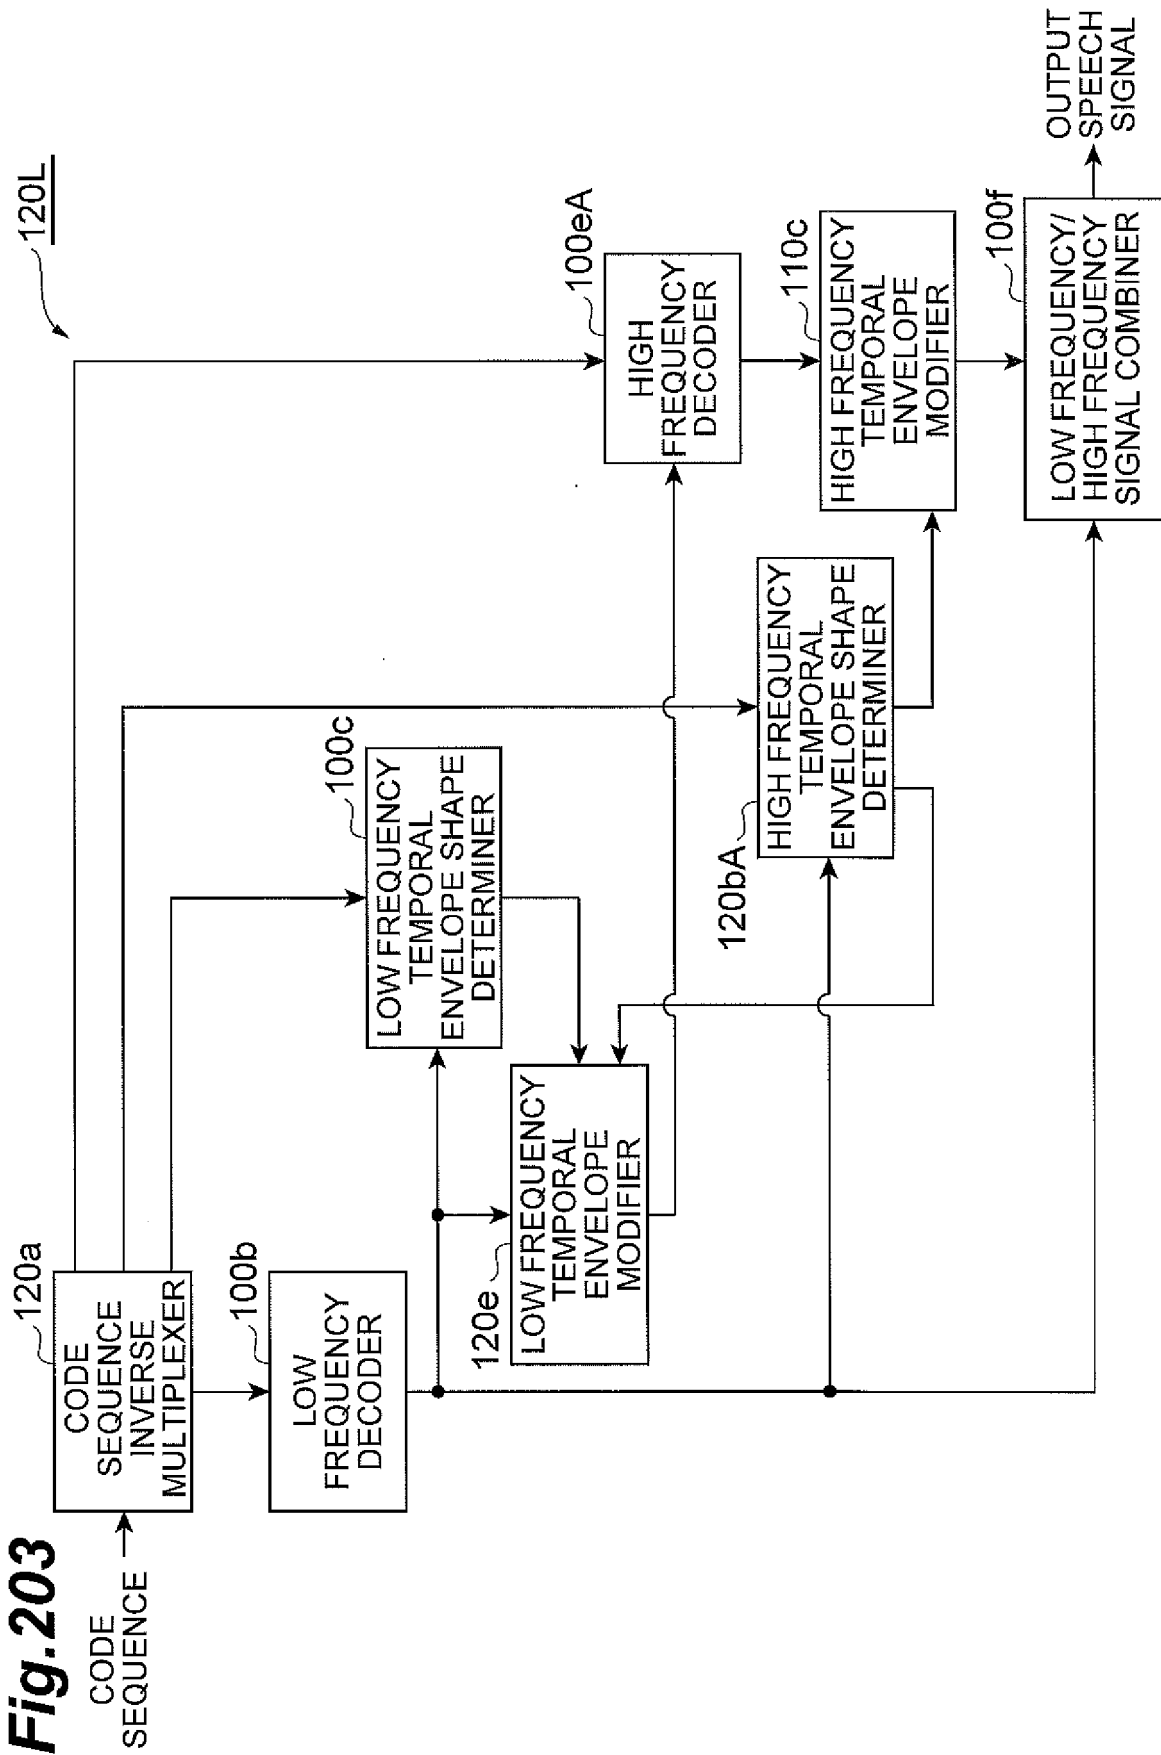 Fig.203
120L
CODE
SEQUENCE
120a
CODE
SEQUENCE
INVERSE
MULTIPLEXER
100b
LOW
FREQUENCY
DECODER
100c
LOW FREQUENCY
TEMPORAL
ENVELOPE SHAPE
DETERMINER
120e
LOW FREQUENCY
TEMPORAL
ENVELOPE
MODIFIER
100eA
HIGH
FREQUENCY
DECODER
120bA
HIGH FREQUENCY
TEMPORAL
ENVELOPE SHAPE
DETERMINER
110c
HIGH FREQUENCY
TEMPORAL
ENVELOPE
MODIFIER
100f
LOW FREQUENCY/
HIGH FREQUENCY
SIGNAL COMBINER
OUTPUT
SPEECH
SIGNAL